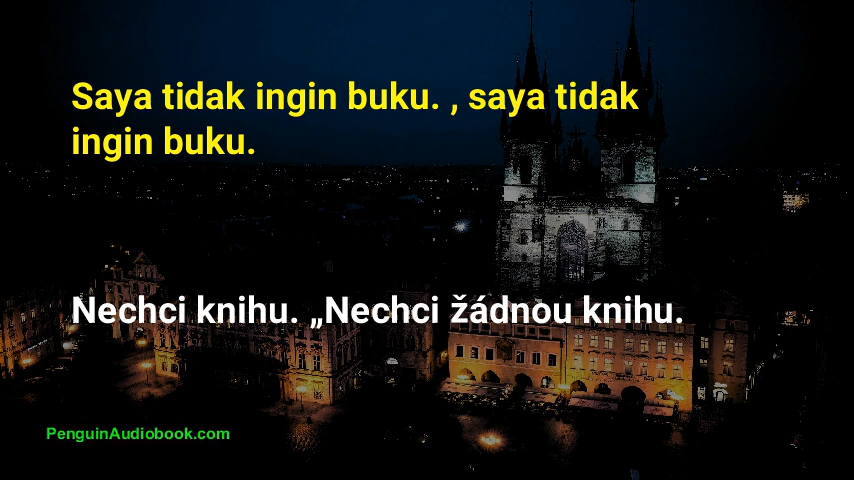 Saya tidak ingin buku. , saya tidak
ingin buku.
Nechci knihu. „Nechci žádnou knihu.
PenguinAudiobook.com